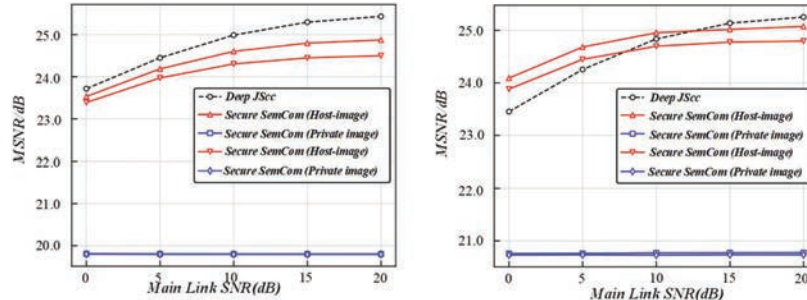 25.0
24.0
23.0
22.0
21.0
20.0
MSNR/dB
Deep JScc
Secure SemCom (Host-image)
Secure SemCom (Private image)
Secure SemCom (Host-image)
Secure SemCom (Private image)
0 5 10 15 20
Main Link SNR(dB)
25.0
24.0
23.0
22.0
21.0
MSNR/dB
Deep JScc
Secure SemCom (Host-image)
Secure SemCom (Private image)
Secure SemCom (Host-image)
Secure SemCom (Private image)
0 5 10 15 20
Main Link SNR(dB)